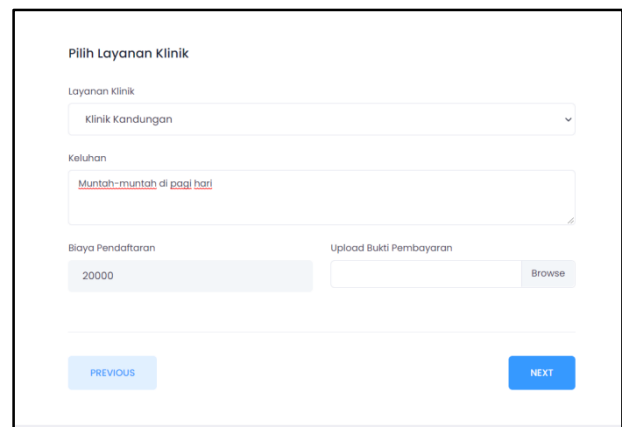 Pilih Layanan Klinik
Layanan Klinik
Klinik Kandungan
Keluhan
Muntah-muntah di pagi hari
Biaya Pendaftaran
Upload Bukti Pembayaran
20000
Browse
PREVIOUS
NEXT